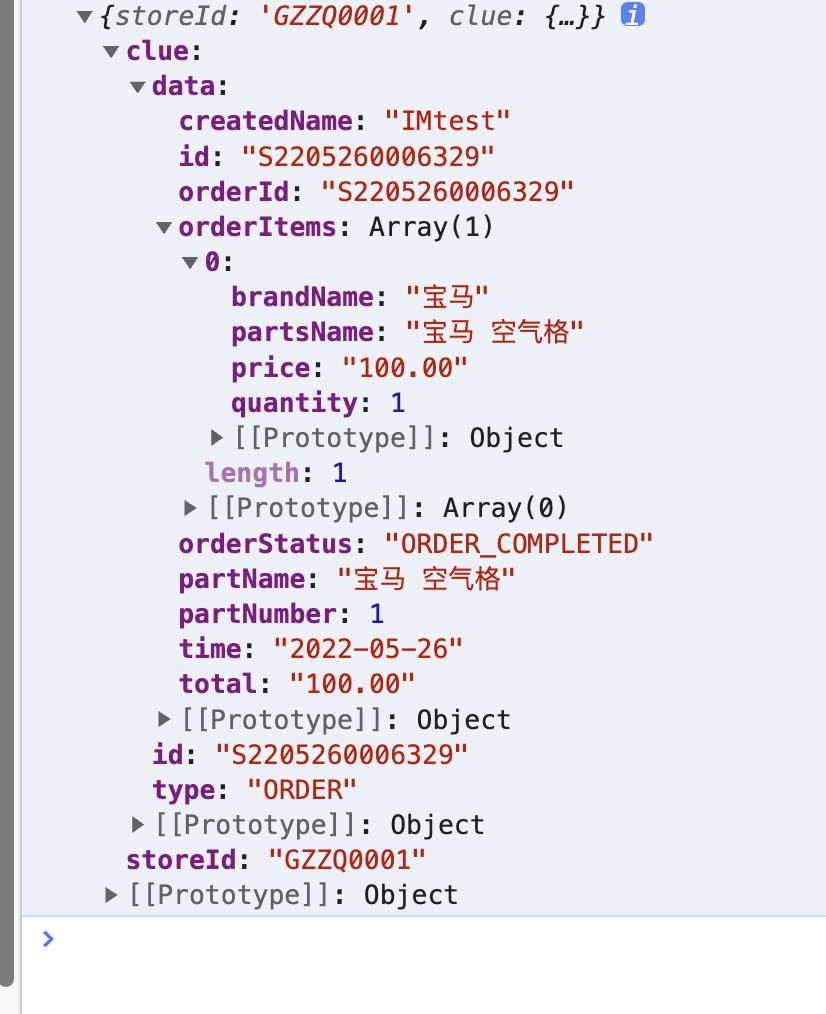 {storeId: 'GZZQ0001', clue: {…}} i
clue:
data:
createdName: "IMtest"
id: "S2205260006329"
orderId: "S2205260006329"
orderItems: Array(1)
0:
brandName: "宝马"
partsName: "宝马 空气格"
price: "100.00"
quantity: 1
[[Prototype]]: Object
length: 1
[[Prototype]]: Array(0)
orderStatus: "ORDER_COMPLETED"
partName: "宝马 空气格"
partNumber: 1
time: "2022-05-26"
total: "100.00"
[[Prototype]]: Object
id: "S2205260006329"
type: "ORDER"
[[Prototype]]: Object
storeId: "GZZQ0001"
[[Prototype]]: Object